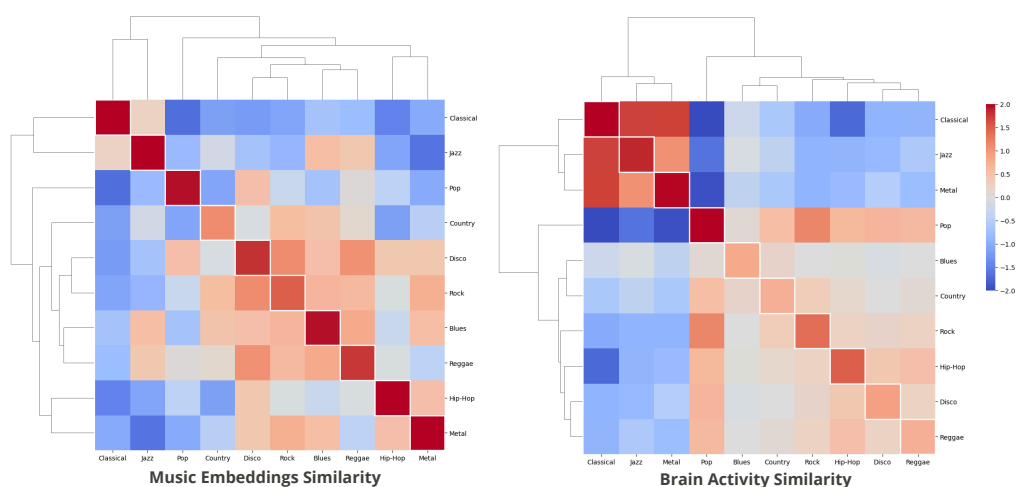 Classical
Jazz
Pop
Country
Disco
Rock
Blues
Reggae
Hip-Hop
Metal
Classical Jazz Pop Country Disco Rock Blues Reggae Hip-Hop Metal
Music Embeddings Similarity
Classical
Jazz
Metal
Pop
Blues
Country
Rock
Hip-Hop
Disco
Reggae
Classical Jazz Metal Pop Blues Country Rock Hip-Hop Disco Reggae
Brain Activity Similarity
2.0
1.5
1.0
0.5
0.0
−0.5
−1.0
−1.5
−2.0